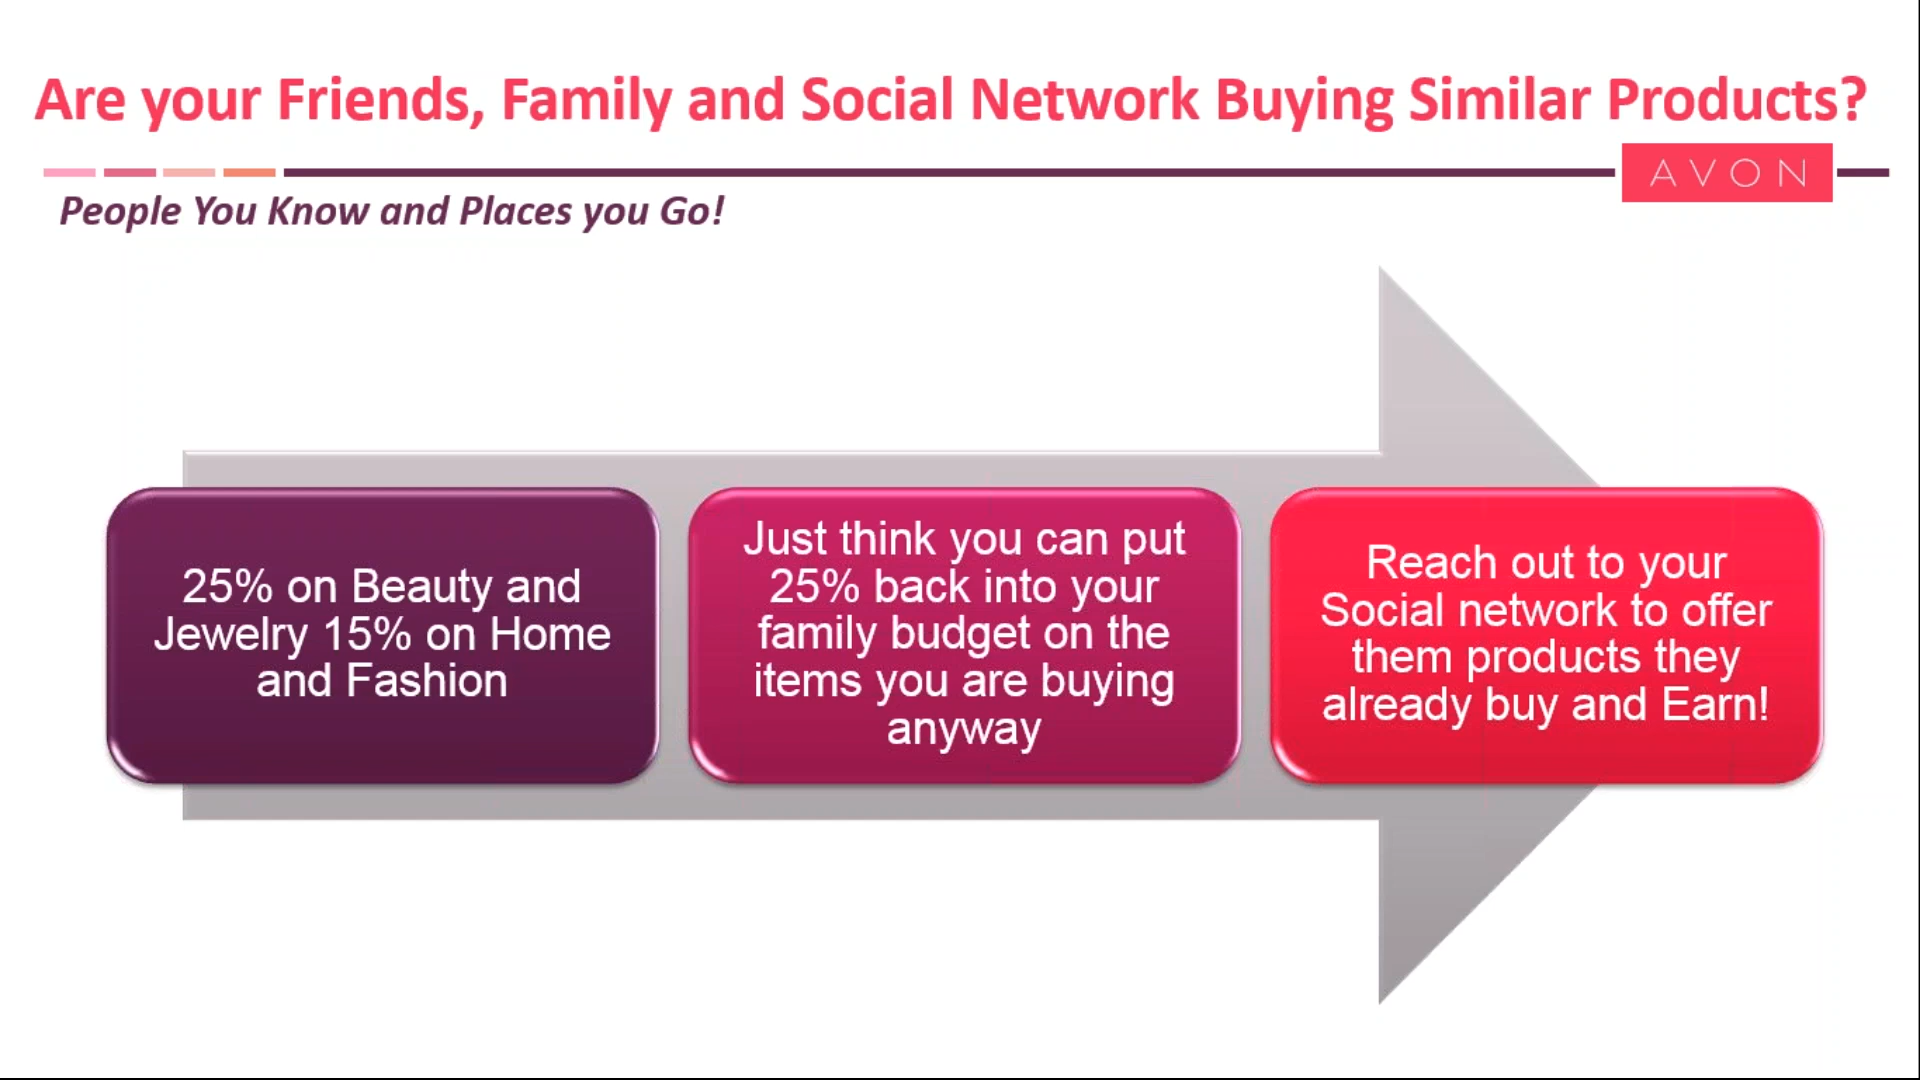 Are your Friends, Family and Social Network Buying Similar Products?
AVON
People You Know and Places you Go!
25% on Beauty and
Jewelry 15% on Home
and Fashion
Just think you can put
25% back into your
family budget on the
items you are buying
anyway
Reach out to your
Social network to offer
them products they
already buy and Earn!